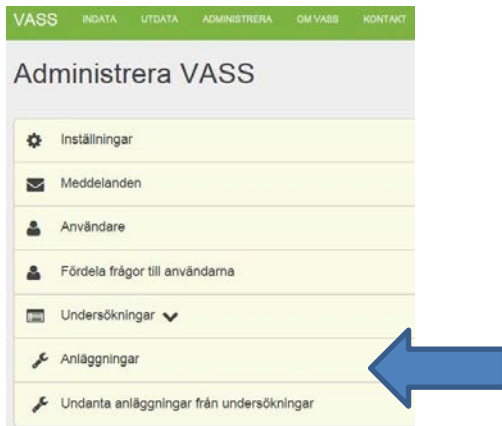 VASS INDATA UTDATA ADMINISTRERA OM VASS KONTAKT
Administrera VASS
Inställningar
Meddelanden
Användare
Fördela frågor till användarna
Undersökningar
Anläggningar
Undanta anläggningar från undersökningar